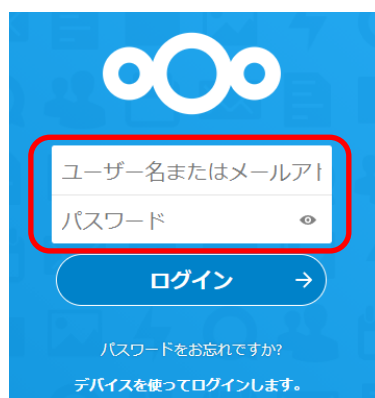 ユーザー名またはメールアト
パスワード
ログイン
パスワードをお忘れですか?
デバイスを使ってログインします。